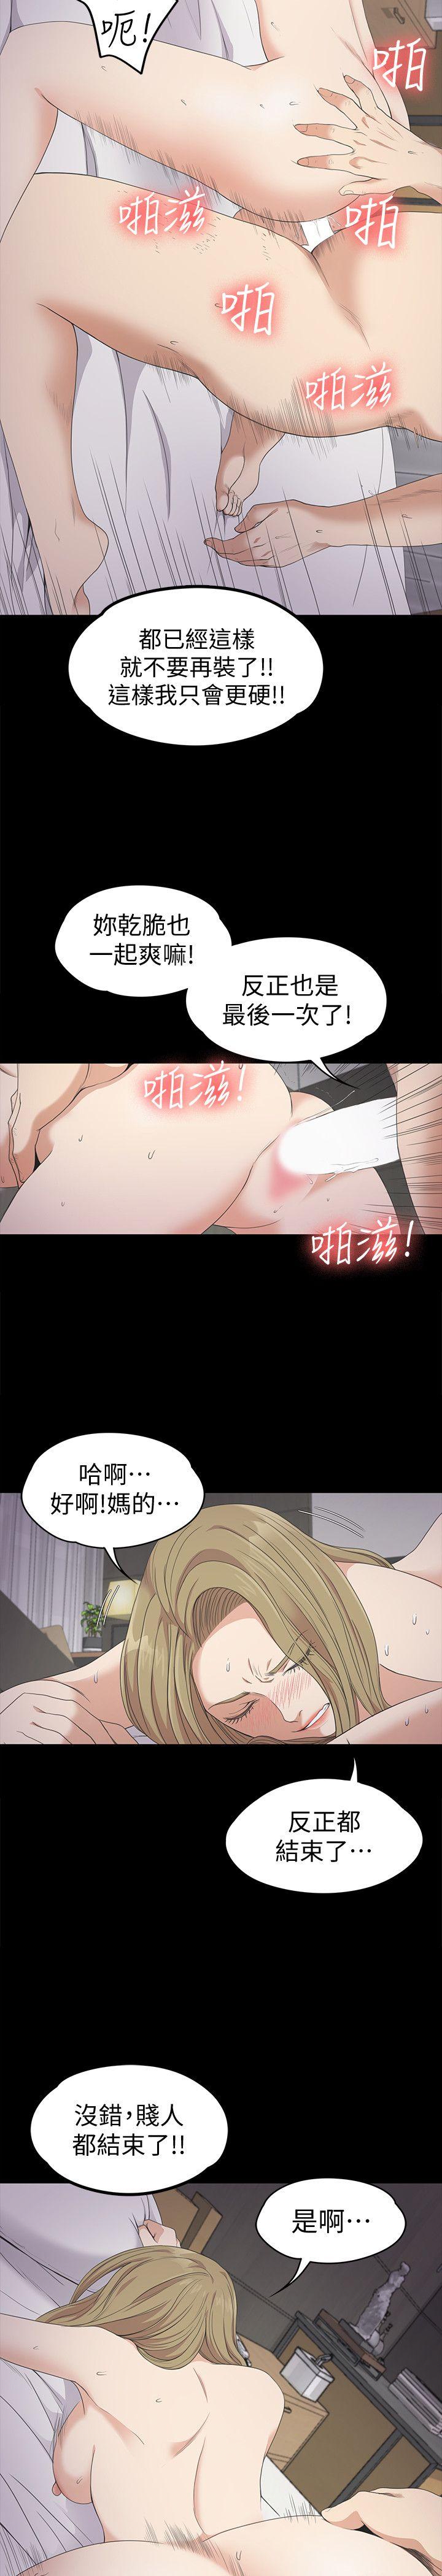 呃!
啪
啪滋
啪
啪
啪滋
都已經這樣
就不要再裝了!!
這樣我只會更硬!!
妳乾脆也
一起爽嘛!
反正也是
最後一次了!
啪滋!
啪滋!
哈啊…
好啊!媽的…
反正都
結束了…
沒錯,賤人
都結束了!!
是啊…